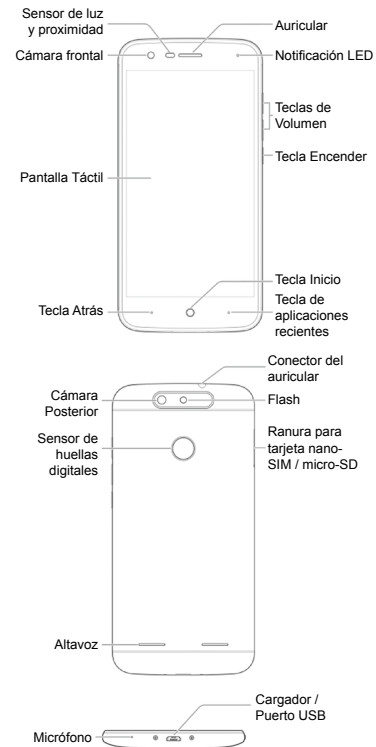 Sensor de luz
y proximidad
Auricular
Cámara frontal
Notificación LED
Teclas de
Volumen
Tecla Encender
Pantalla Táctil
Tecla Inicio
Tecla Atrás
Tecla de
aplicaciones
recientes
Conector del
auricular
Cámara
Posterior
Flash
Sensor de
huellas
digitales
Ranura para
tarjeta nano-
SIM / micro-SD
Altavoz
Cargador /
Puerto USB
Micrófono